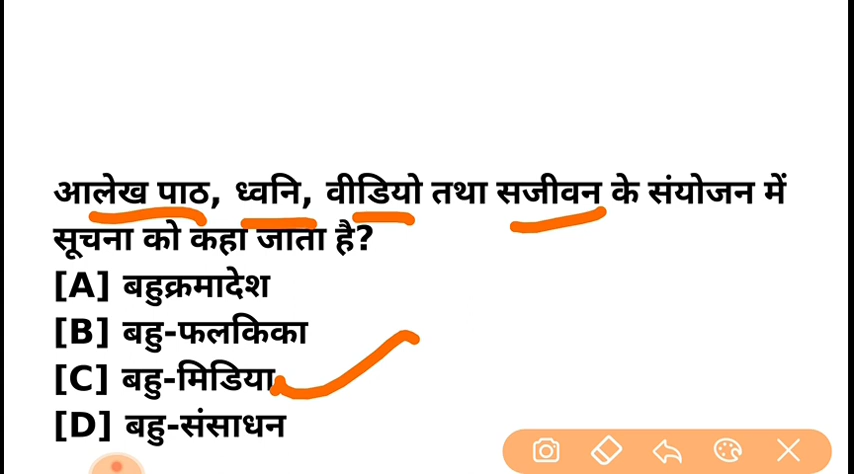 आलेख पाठ, ध्वनि, वीडियो तथा सजीवन के संयोजन में
सूचना को कहा जाता है?
[A] बहुक्रमादेश
[B] बहु-फलकिका
[C] बहु-मिडिया
[D] बहु-संसाधन